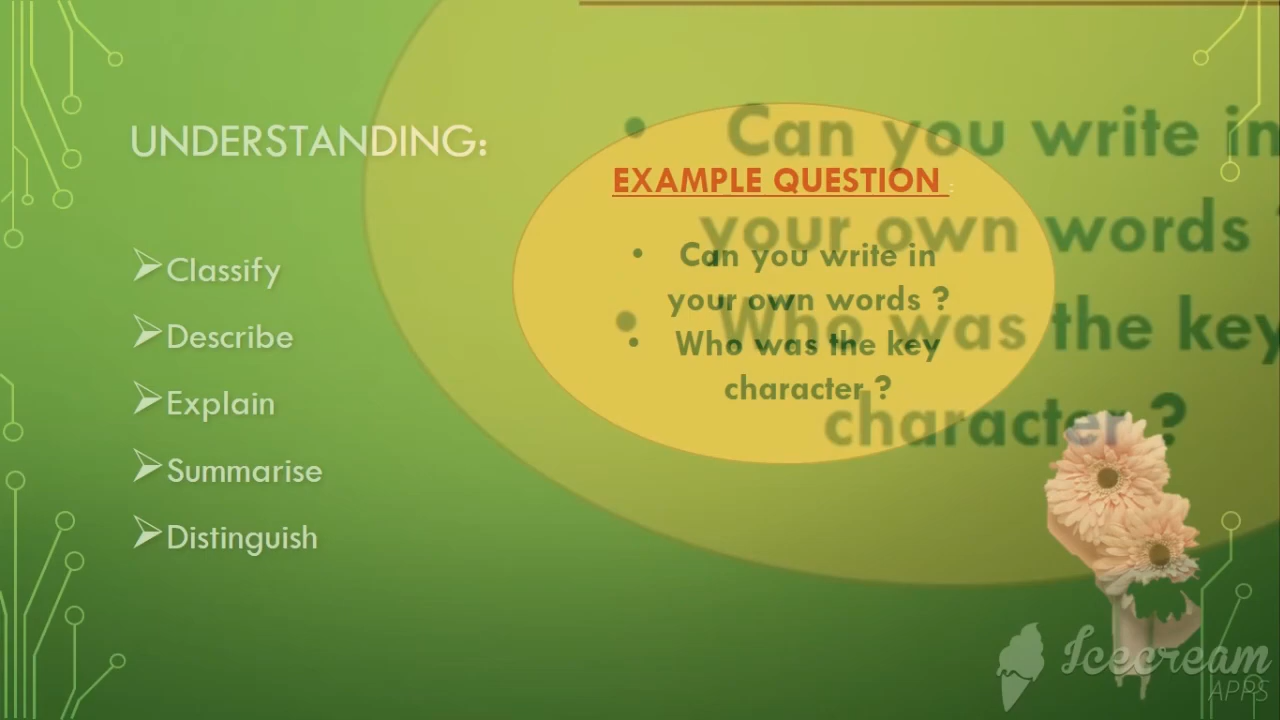 UNDERSTANDING:
Classify
Describe
Explain
Summarise
Distinguish
EXAMPLE QUESTION :
• Can you write in
your own words ?
• Who was the key
character ?
• Can you write in
your own words ?
• Who was the key
character ?
Icecream
APPS